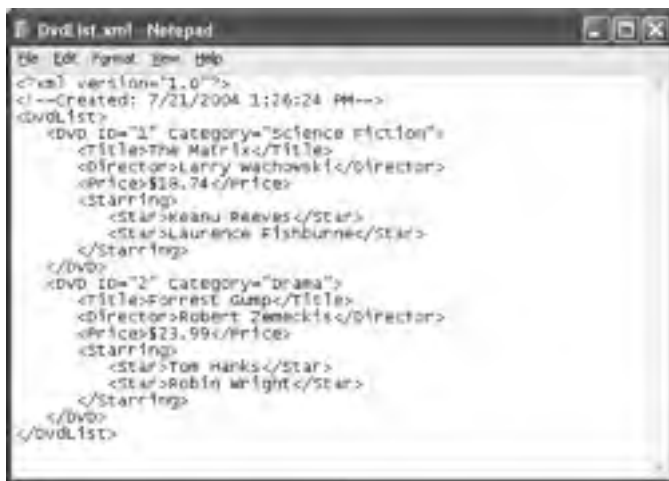 DvdList.xml - Notepad
File Edit Format View Help
<?xml version="1.0"?>
<!--Created: 7/21/2004 1:26:24 PM-->
<DvdList>
<DVD ID="1" Category="Science Fiction">
<Title>The Matrix</Title>
<Director>Larry Wachowski</Director>
<Price>$18.74</Price>
<Starring>
<Star>Keanu Reeves</Star>
<Star>Laurence Fishburne</Star>
</Starring>
</DVD>
<DVD ID="2" Category="Drama">
<Title>Forrest Gump</Title>
<Director>Robert Zemeckis</Director>
<Price>$23.99</Price>
<Starring>
<Star>Tom Hanks</Star>
<Star>Robin Wright</Star>
</Starring>
</DVD>
</DvdList>